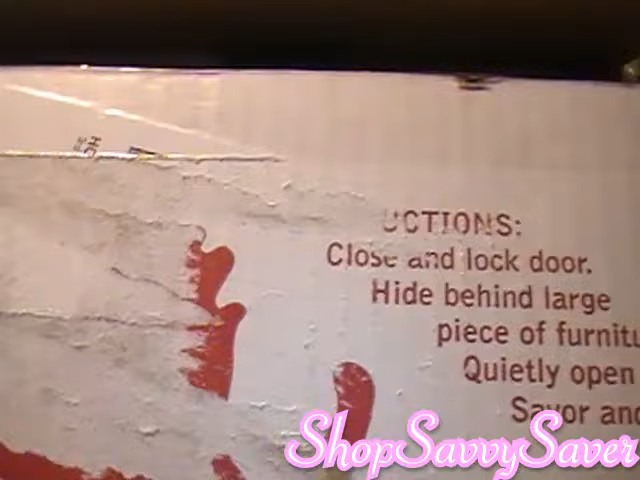 UCTIONS:
Close and lock door.
Hide behind large
piece of furnitu
Quietly open
Savor and
ShopSavvySaver